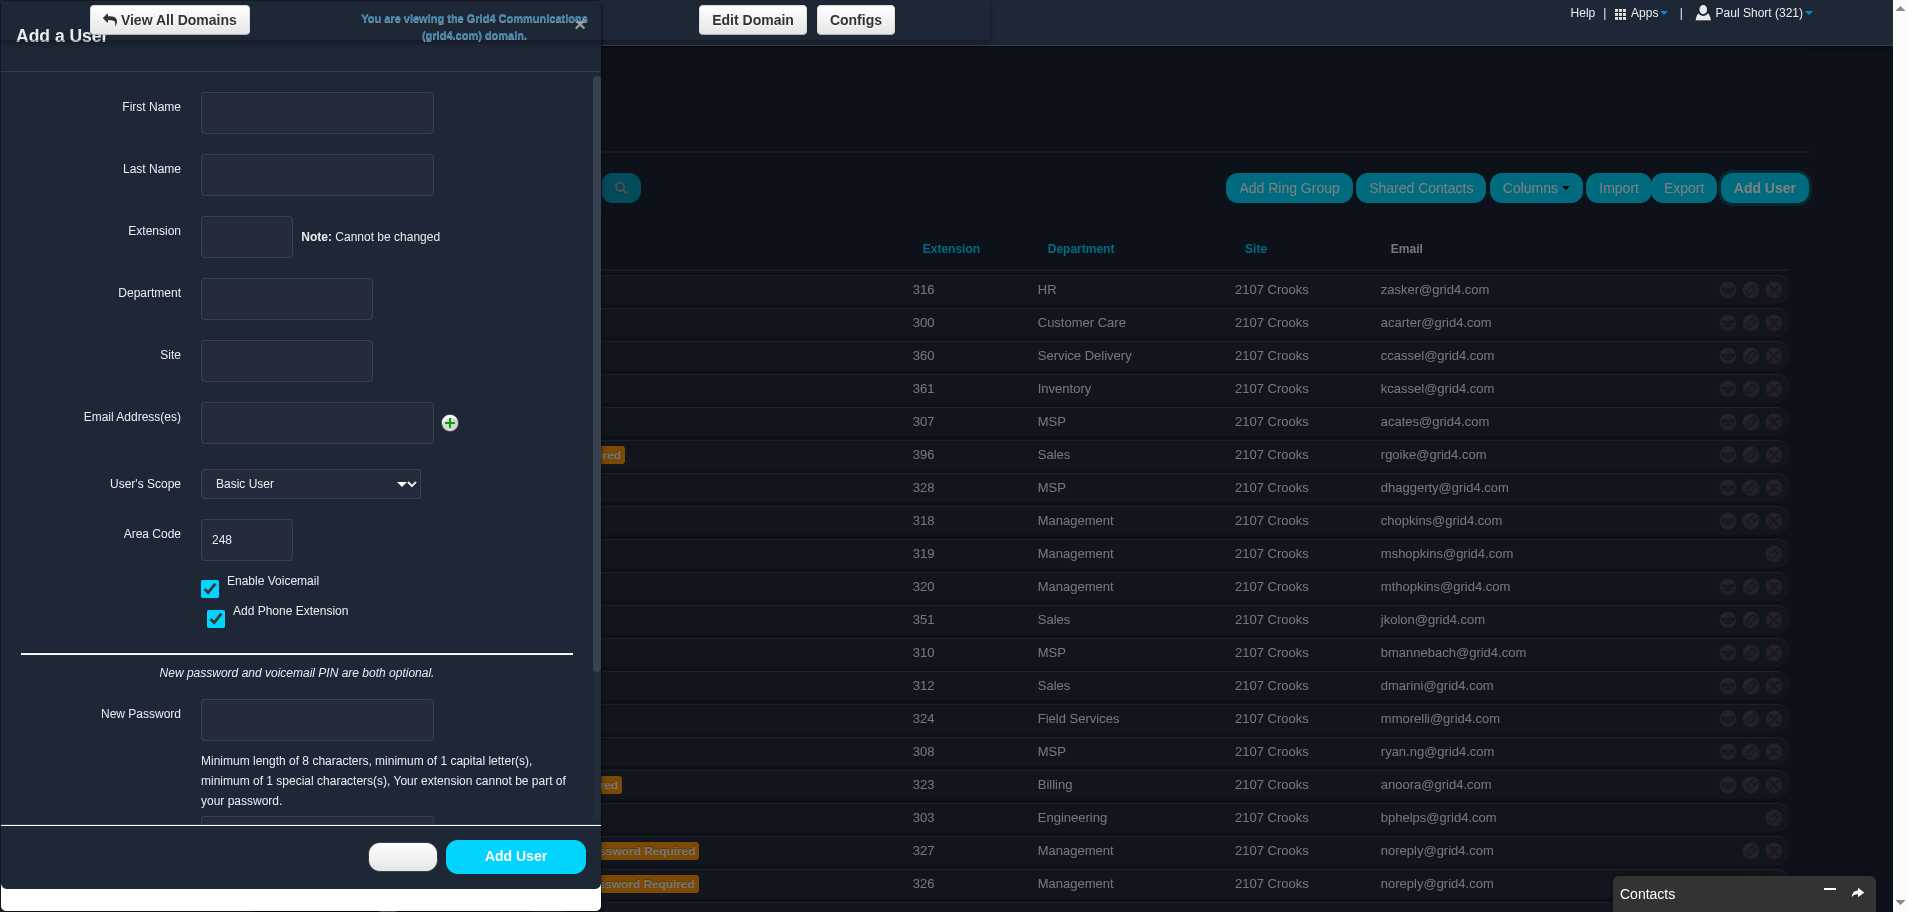 View All Domains
You are viewing the Grid4 Communications
(grid4.com) domain.
Edit Domain
Configs
Help | Apps | Paul Short (321)
Add a User
×
First Name
Last Name
Extension
Note: Cannot be changed
Department
Site
Email Address(es)
User's Scope
Basic User
Area Code
248
Enable Voicemail
Add Phone Extension
New password and voicemail PIN are both optional.
New Password
Minimum length of 8 characters, minimum of 1 capital letter(s),
minimum of 1 special characters(s), Your extension cannot be part of
your password.
Add User
Add Ring Group
Shared Contacts
Columns
Import
Export
Add User
Extension Department Site Email
316 HR 2107 Crooks zasker@grid4.com
300 Customer Care 2107 Crooks acarter@grid4.com
360 Service Delivery 2107 Crooks ccassel@grid4.com
361 Inventory 2107 Crooks kcassel@grid4.com
307 MSP 2107 Crooks acates@grid4.com
red 396 Sales 2107 Crooks rgoike@grid4.com
328 MSP 2107 Crooks dhaggerty@grid4.com
318 Management 2107 Crooks chopkins@grid4.com
319 Management 2107 Crooks mshopkins@grid4.com
320 Management 2107 Crooks mthopkins@grid4.com
351 Sales 2107 Crooks jkolon@grid4.com
310 MSP 2107 Crooks bmannebach@grid4.com
312 Sales 2107 Crooks dmarini@grid4.com
324 Field Services 2107 Crooks mmorelli@grid4.com
308 MSP 2107 Crooks ryan.ng@grid4.com
ed 323 Billing 2107 Crooks anoora@grid4.com
303 Engineering 2107 Crooks bphelps@grid4.com
ssword Required 327 Management 2107 Crooks noreply@grid4.com
ssword Required 326 Management 2107 Crooks noreply@grid4.com
Contacts